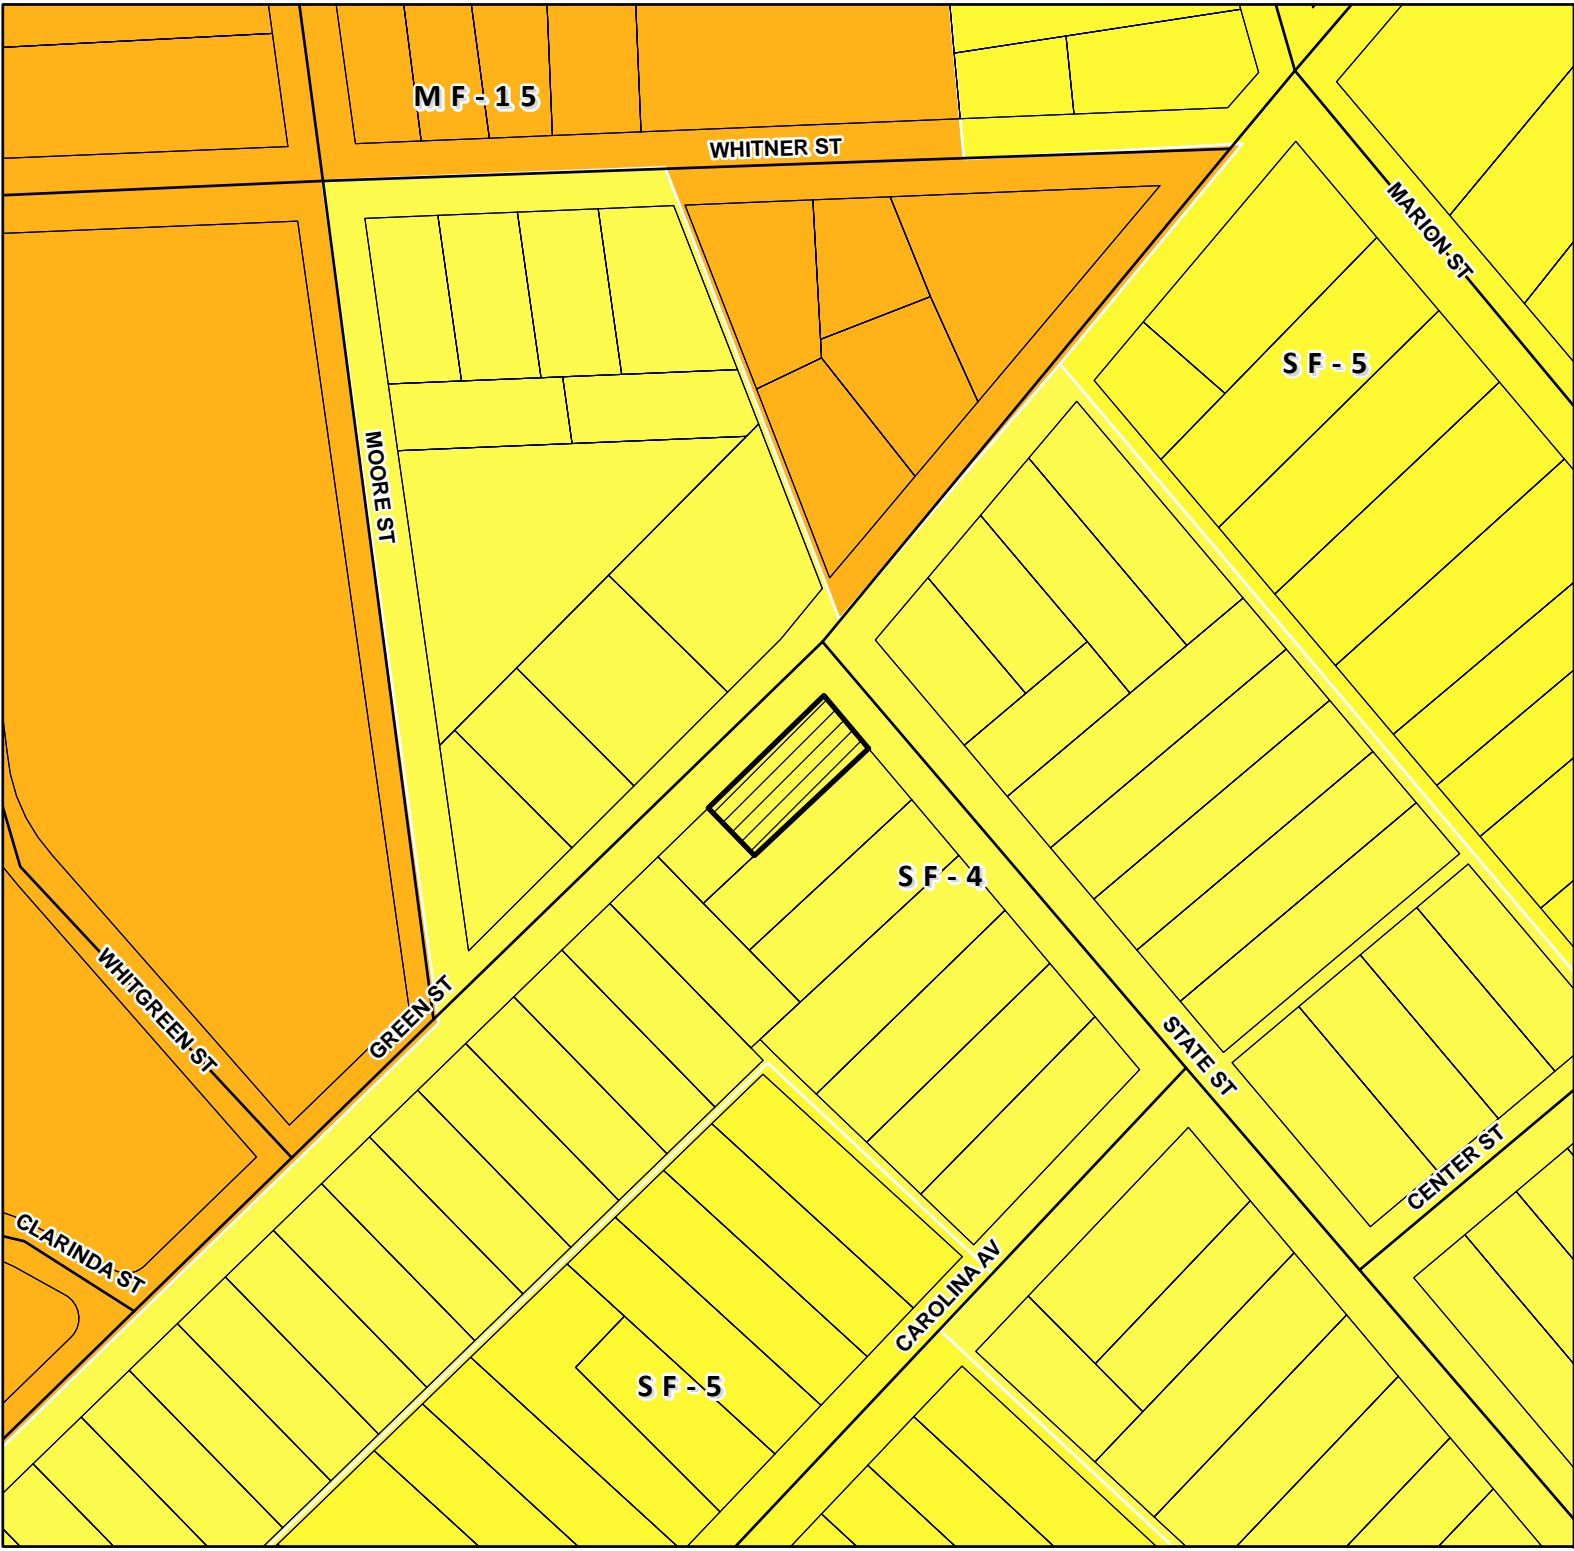 MF-15
WHITNER ST
MARION ST
SF-5
MOORE ST
SF-4
WHITGREEN ST
GREEN ST
STATE ST
CENTER ST
CLARINDA ST
CAROLINA AV
SF-5